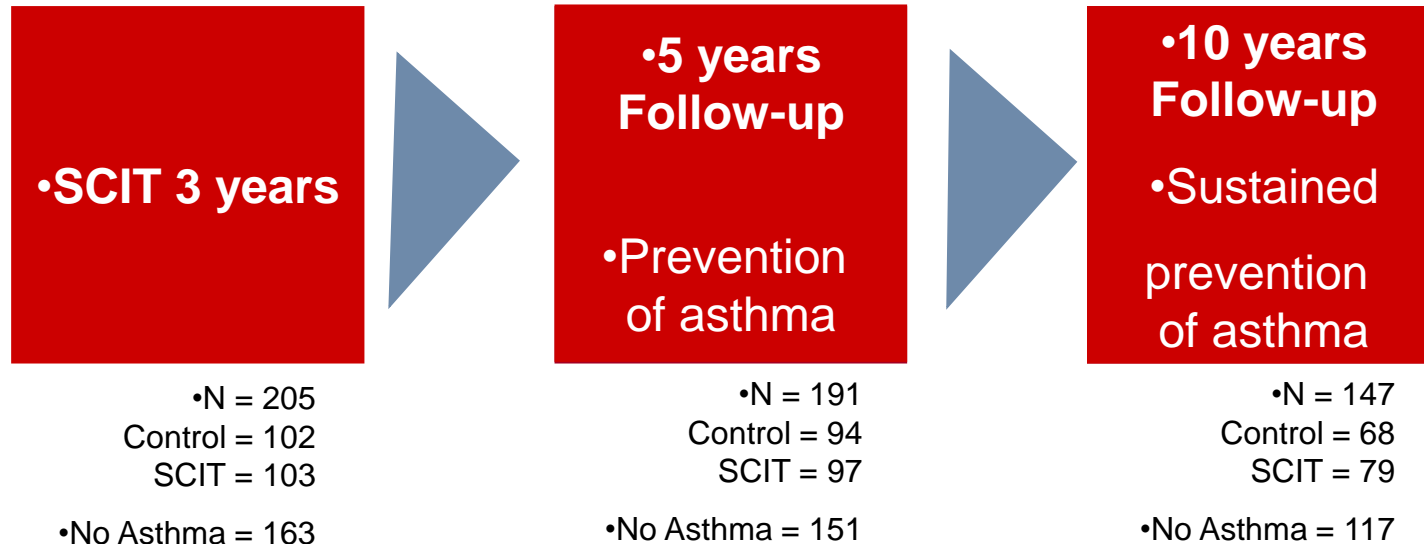 •SCIT 3 years
•N = 205
Control = 102
SCIT = 103
•No Asthma = 163
•5 years
Follow-up
•Prevention
of asthma
•N = 191
Control = 94
SCIT = 97
•No Asthma = 151
•10 years
Follow-up
•Sustained
prevention
of asthma
•N = 147
Control = 68
SCIT = 79
•No Asthma = 117